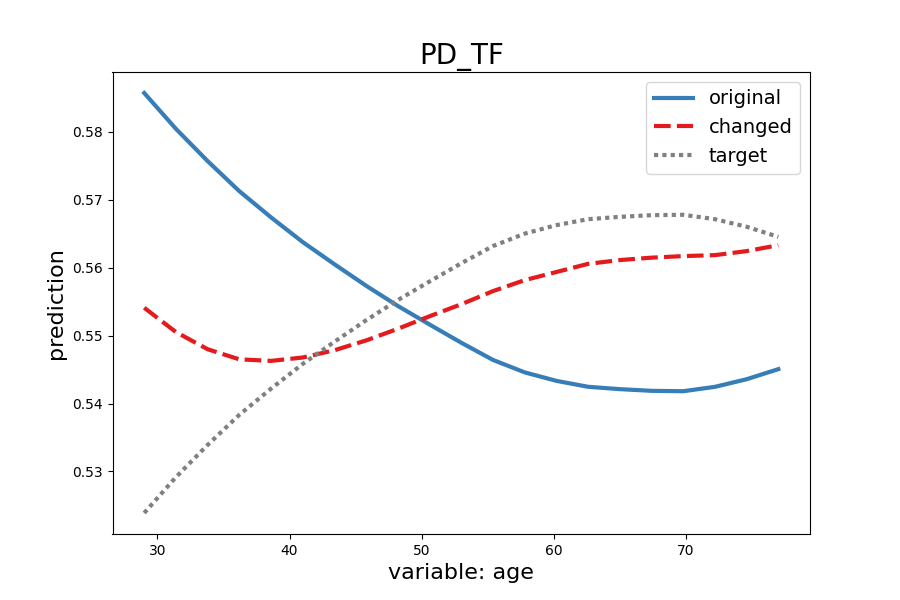 PD_TF
original
changed
target
0.58
0.57
0.56
0.55
0.54
0.53
prediction
30 40 50 60 70
variable: age